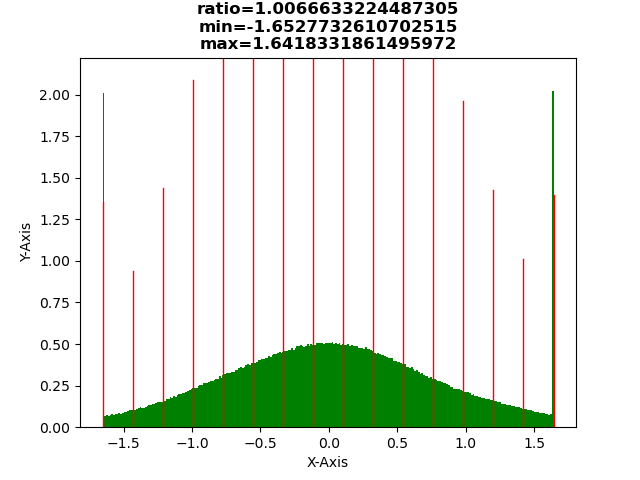 ratio=1.0066633224487305
min=-1.6527732610702515
max=1.6418331861495972
2.00
1.75
1.50
1.25
1.00
0.75
0.50
0.25
0.00
Y-Axis
−1.5 −1.0 −0.5 0.0 0.5 1.0 1.5
X-Axis